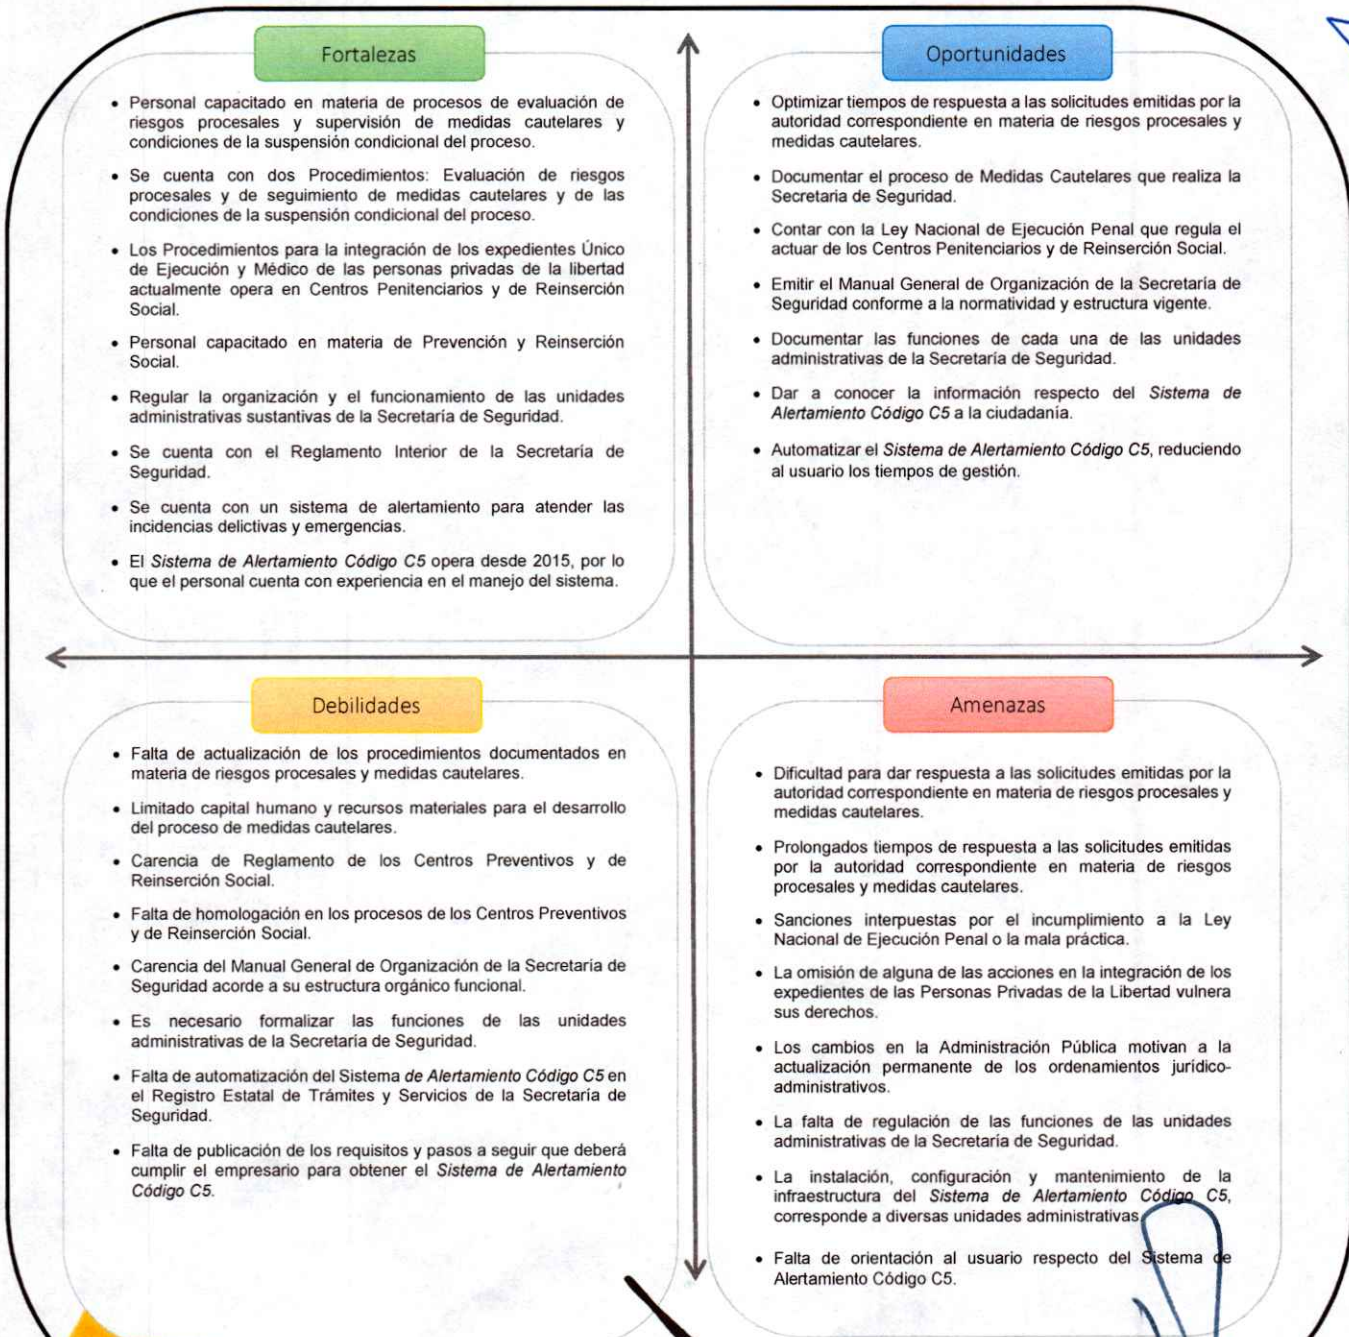 Fortalezas
• Personal capacitado en materia de procesos de evaluación de
riesgos procesales y supervisión de medidas cautelares y
condiciones de la suspensión condicional del proceso.
• Se cuenta con dos Procedimientos: Evaluación de riesgos
procesales y de seguimiento de medidas cautelares y de las
condiciones de la suspensión condicional del proceso.
• Los Procedimientos para la integración de los expedientes Único
de Ejecución y Médico de las personas privadas de la libertad
actualmente opera en Centros Penitenciarios y de Reinserción
Social.
• Personal capacitado en materia de Prevención y Reinserción
Social.
• Regular la organización y el funcionamiento de las unidades
administrativas sustantivas de la Secretaría de Seguridad.
• Se cuenta con el Reglamento Interior de la Secretaría de
Seguridad.
• Se cuenta con un sistema de alertamiento para atender las
incidencias delictivas y emergencias.
• El Sistema de Alertamiento Código C5 opera desde 2015, por lo
que el personal cuenta con experiencia en el manejo del sistema.
Oportunidades
• Optimizar tiempos de respuesta a las solicitudes emitidas por la
autoridad correspondiente en materia de riesgos procesales y
medidas cautelares.
• Documentar el proceso de Medidas Cautelares que realiza la
Secretaria de Seguridad.
• Contar con la Ley Nacional de Ejecución Penal que regula el
actuar de los Centros Penitenciarios y de Reinserción Social.
• Emitir el Manual General de Organización de la Secretaría de
Seguridad conforme a la normatividad y estructura vigente.
• Documentar las funciones de cada una de las unidades
administrativas de la Secretaría de Seguridad.
• Dar a conocer la información respecto del Sistema de
Alertamiento Código C5 a la ciudadanía.
• Automatizar el Sistema de Alertamiento Código C5, reduciendo
al usuario los tiempos de gestión.
Debilidades
• Falta de actualización de los procedimientos documentados en
materia de riesgos procesales y medidas cautelares.
• Limitado capital humano y recursos materiales para el desarrollo
del proceso de medidas cautelares.
• Carencia de Reglamento de los Centros Preventivos y de
Reinserción Social.
• Falta de homologación en los procesos de los Centros Preventivos
y de Reinserción Social.
• Carencia del Manual General de Organización de la Secretaría de
Seguridad acorde a su estructura orgánico funcional.
• Es necesario formalizar las funciones de las unidades
administrativas de la Secretaría de Seguridad.
• Falta de automatización del Sistema de Alertamiento Código C5 en
el Registro Estatal de Trámites y Servicios de la Secretaría de
Seguridad.
• Falta de publicación de los requisitos y pasos a seguir que deberá
cumplir el empresario para obtener el Sistema de Alertamiento
Código C5.
Amenazas
• Dificultad para dar respuesta a las solicitudes emitidas por la
autoridad correspondiente en materia de riesgos procesales y
medidas cautelares.
• Prolongados tiempos de respuesta a las solicitudes emitidas
por la autoridad correspondiente en materia de riesgos
procesales y medidas cautelares.
• Sanciones interpuestas por el incumplimiento a la Ley
Nacional de Ejecución Penal o la mala práctica.
• La omisión de alguna de las acciones en la integración de los
expedientes de las Personas Privadas de la Libertad vulnera
sus derechos.
• Los cambios en la Administración Pública motivan a la
actualización permanente de los ordenamientos jurídico-
administrativos.
• La falta de regulación de las funciones de las unidades
administrativas de la Secretaría de Seguridad.
• La instalación, configuración y mantenimiento de la
infraestructura del Sistema de Alertamiento Código C5,
corresponde a diversas unidades administrativas
• Falta de orientación al usuario respecto del Sistema de
Alertamiento Código C5.